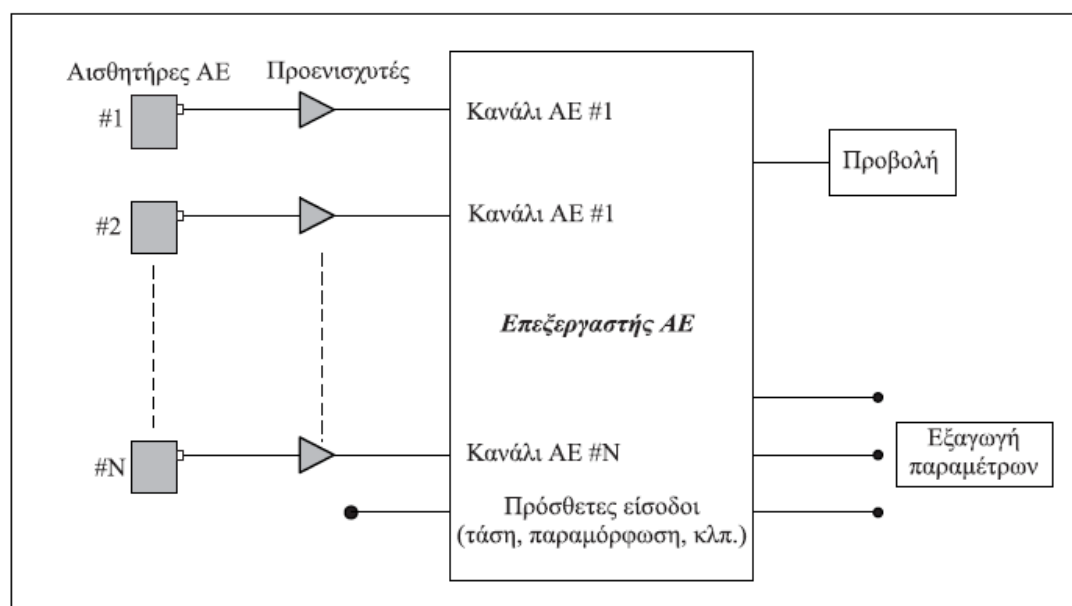 Αισθητήρες ΑΕ
Προενισχυτές
#1
Κανάλι ΑΕ #1
Προβολή
#2
Κανάλι ΑΕ #1
Επεξεργαστής ΑΕ
#N
Κανάλι ΑΕ #N
Εξαγωγή
παραμέτρων
Πρόσθετες είσοδοι
(τάση, παραμόρφωση, κλπ.)